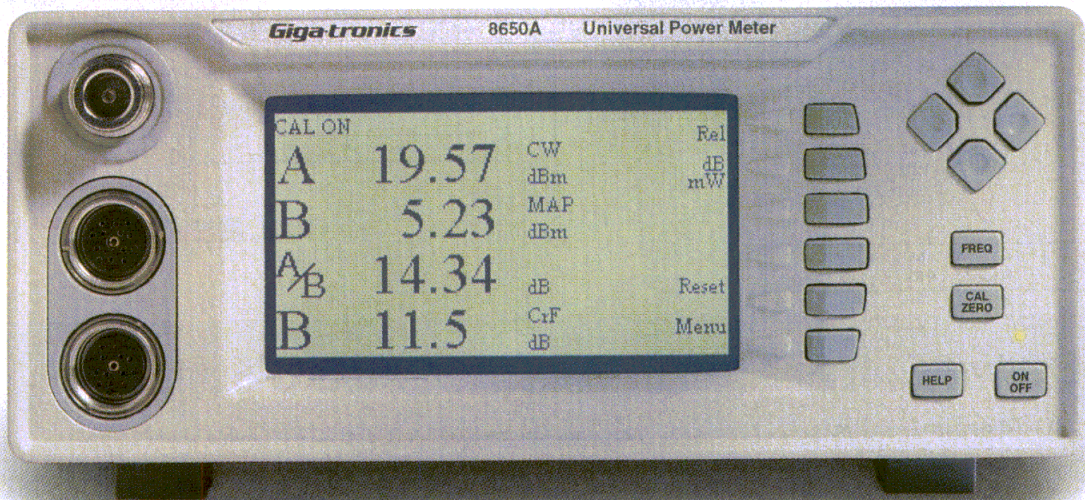 Giga-tronics 8650A Universal Power Meter
CAL ON
Rel
A 19.57 CW dBm
dB mW
B 5.23 MAP dBm
A/B 14.34 dB
Reset
B 11.5 CrF dB
Menu
FREQ
CAL ZERO
HELP
ON OFF